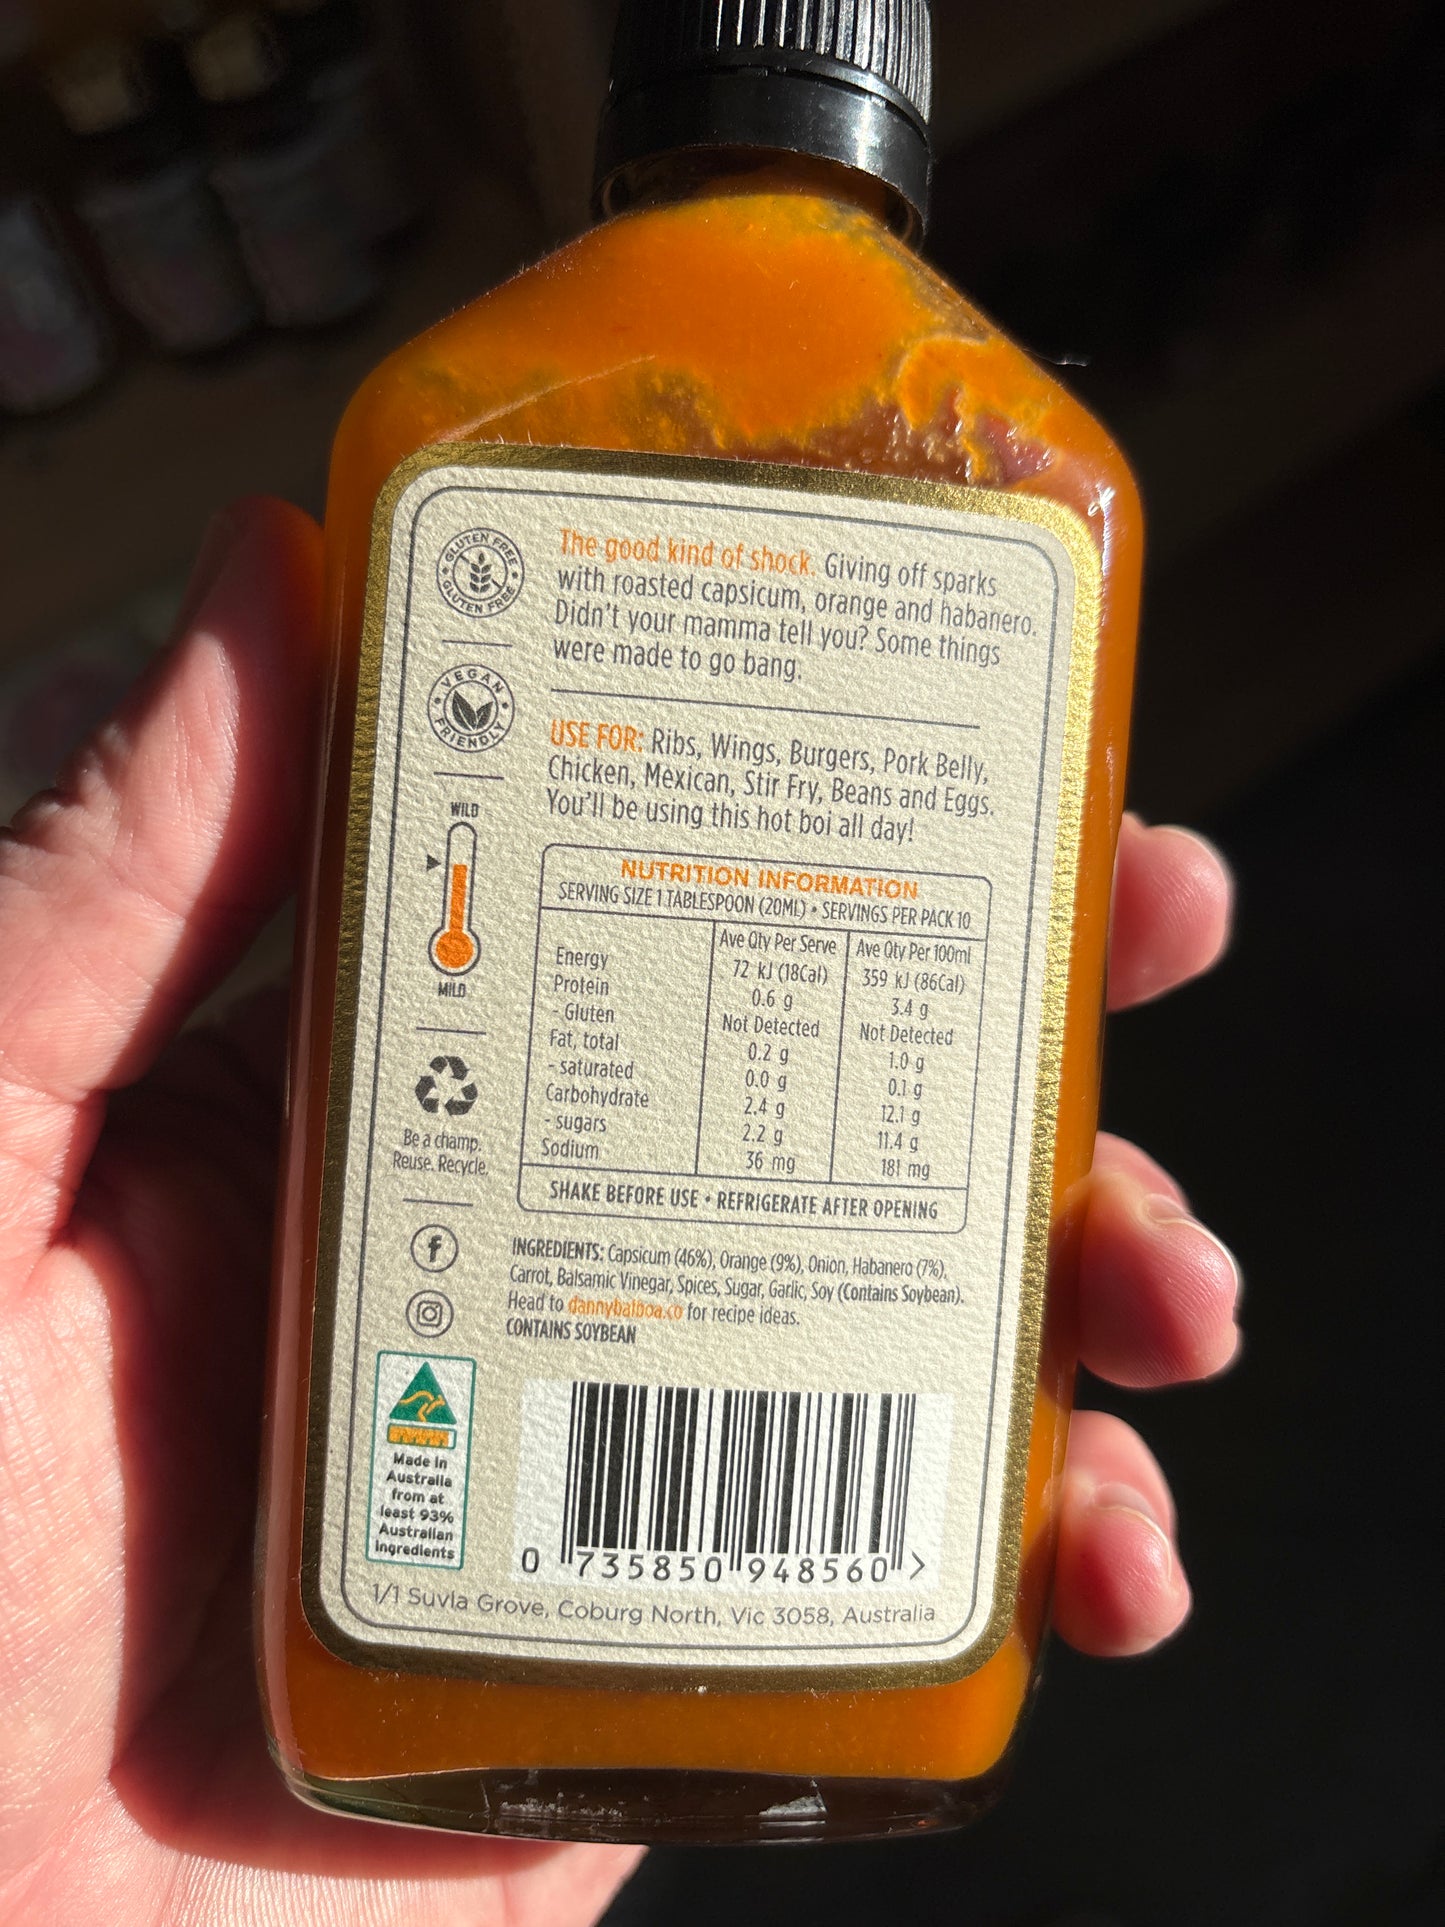 GLUTEN FREE
GLUTEN FREE
The good kind of shock. Giving off sparks
with roasted capsicum, orange and habanero.
Didn't your mamma tell you? Some things
were made to go bang.
VEGAN
FRIENDLY
USE FOR: Ribs, Wings, Burgers, Pork Belly,
Chicken, Mexican, Stir Fry, Beans and Eggs.
You'll be using this hot boi all day!
WILD
MILD
NUTRITION INFORMATION
SERVING SIZE 1 TABLESPOON (20ML) • SERVINGS PER PACK 10
Ave Qty Per Serve Ave Qty Per 100ml
Energy 72 kJ (18Cal) 359 kJ (86Cal)
Protein 0.6 g 3.4 g
- Gluten Not Detected Not Detected
Fat, total 0.2 g 1.0 g
- saturated 0.0 g 0.1 g
Carbohydrate 2.4 g 12.1 g
- sugars 2.2 g 11.4 g
Sodium 36 mg 181 mg
SHAKE BEFORE USE • REFRIGERATE AFTER OPENING
Be a champ.
Reuse. Recycle.
INGREDIENTS: Capsicum (46%), Orange (9%), Onion, Habanero (7%),
Carrot, Balsamic Vinegar, Spices, Sugar, Garlic, Soy (Contains Soybean).
Head to dannybalboa.co for recipe ideas.
CONTAINS SOYBEAN
f
Made in
Australia
from at
least 93%
Australian
ingredients
0 735850 948560 >
1/1 Suvla Grove, Coburg North, Vic 3058, Australia